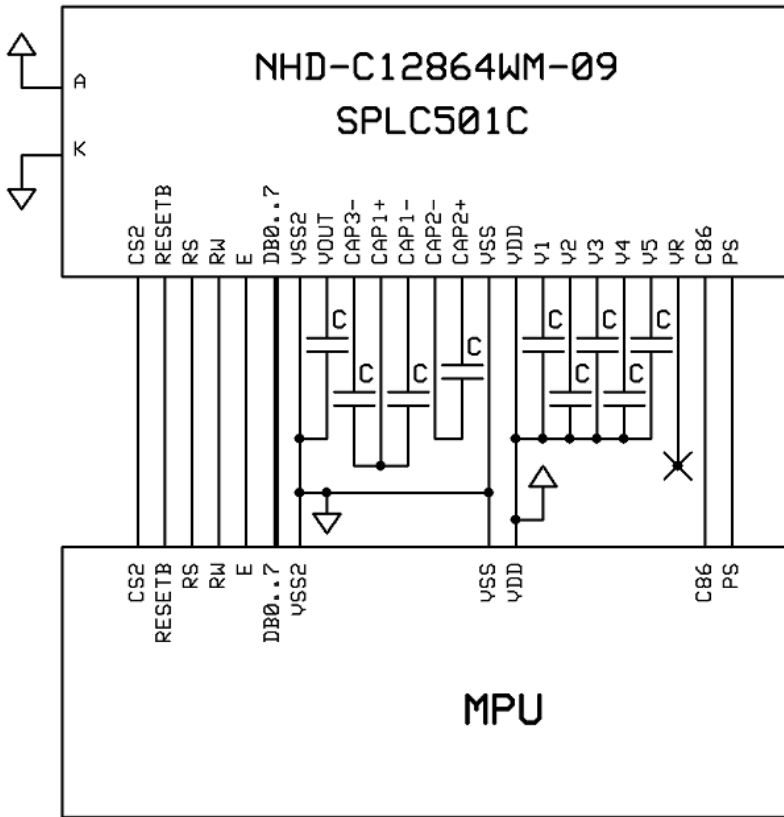 NHD-C12864WM-09
SPLC501C
A
K
CS2
RESETB
RS
RW
E
DB0..7
VSS2
VOUT
CAP3-
CAP1+
CAP1-
CAP2-
CAP2+
VSS
VDD
V1
V2
V3
V4
V5
VR
C86
PS
C
C
C
C
C
C
C
C
C
CS2
RESETB
RS
RW
E
DB0..7
VSS2
VSS
VDD
C86
PS
MPU